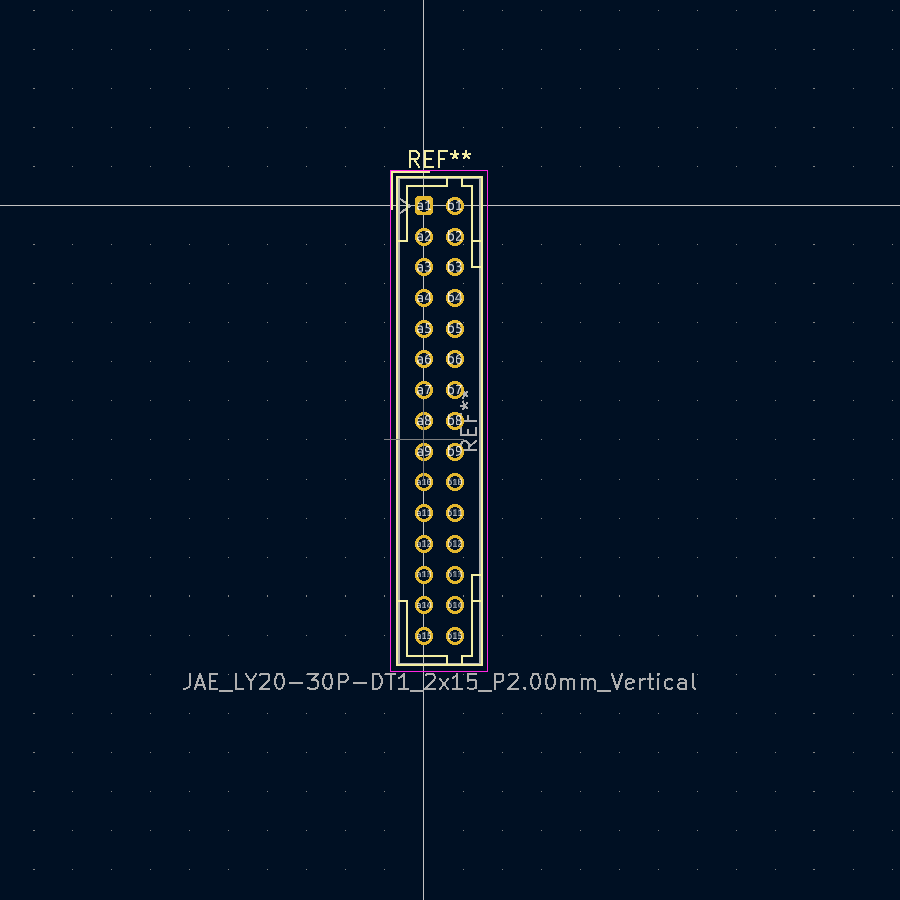 REF**
a1 b1
a2 b2
a3 b3
a4 b4
a5 b5
a6 b6
a7 b7
a8 b8
REF**
a9 b9
a10 b10
a11 b11
a12 b12
a13 b13
a14 b14
a15 b15
JAE_LY20-30P-DT1_2x15_P2.00mm_Vertical